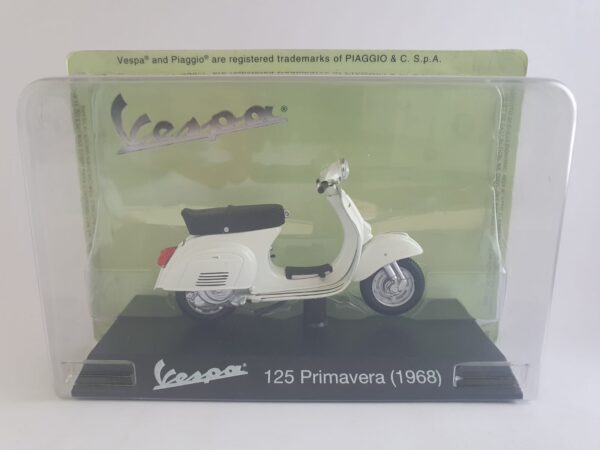 Vespa® and Piaggio® are registered trademarks of PIAGGIO & C. S.p.A.
Vespa®
Vespa 125 Primavera (1968)